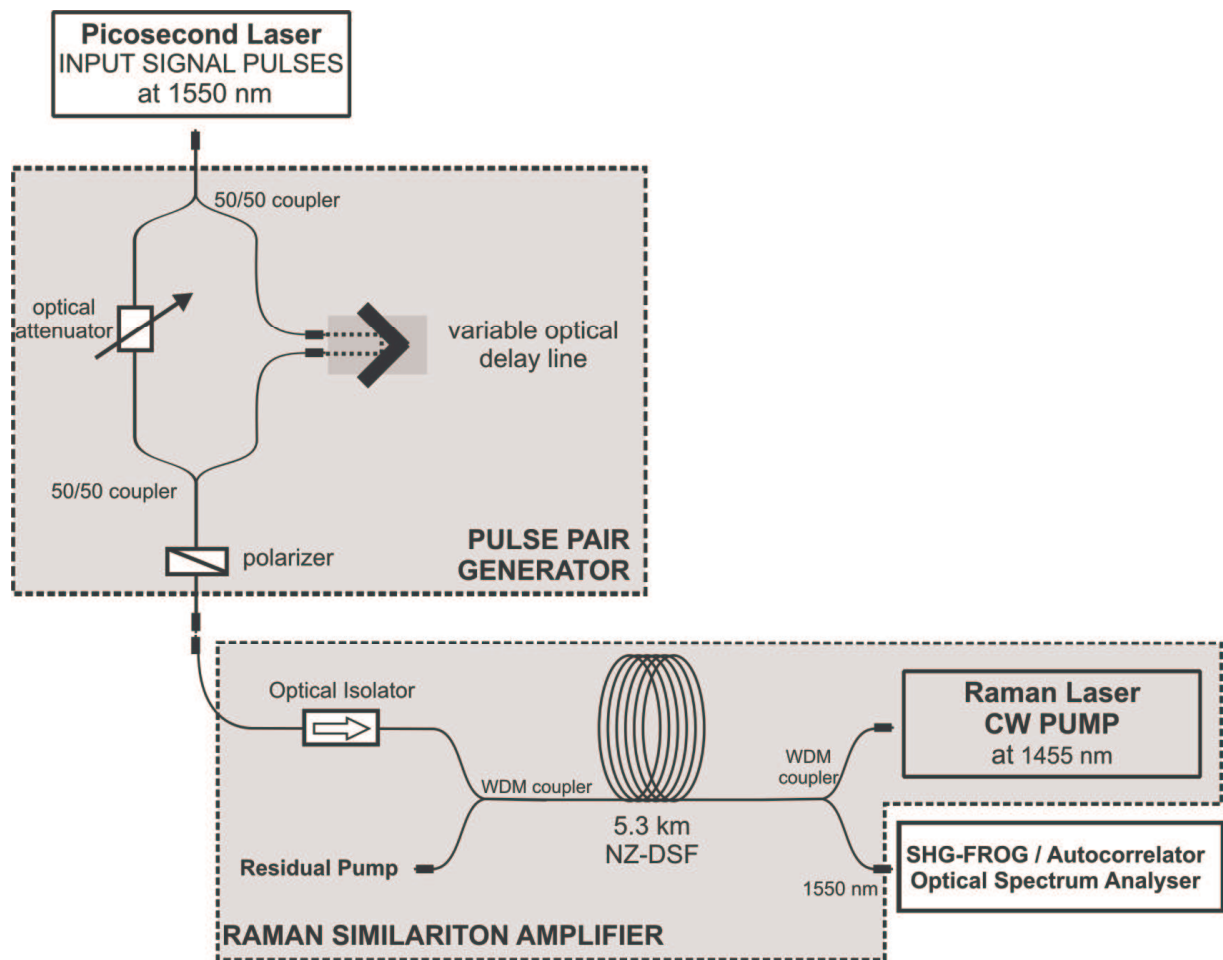 Picosecond Laser
INPUT SIGNAL PULSES
at 1550 nm
50/50 coupler
optical
attenuator
variable optical
delay line
50/50 coupler
polarizer
PULSE PAIR
GENERATOR
Optical Isolator
WDM coupler
Residual Pump
5.3 km
NZ-DSF
WDM
coupler
Raman Laser
CW PUMP
at 1455 nm
1550 nm
SHG-FROG / Autocorrelator
Optical Spectrum Analyser
RAMAN SIMILARITON AMPLIFIER